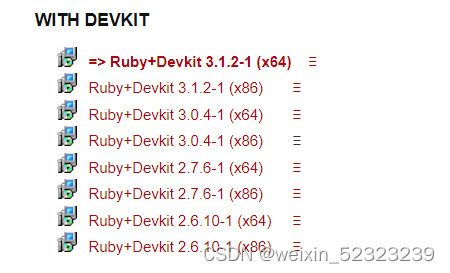 WITH DEVKIT
=> Ruby+Devkit 3.1.2-1 (x64)
Ruby+Devkit 3.1.2-1 (x86)
Ruby+Devkit 3.0.4-1 (x64)
Ruby+Devkit 3.0.4-1 (x86)
Ruby+Devkit 2.7.6-1 (x64)
Ruby+Devkit 2.7.6-1 (x86)
Ruby+Devkit 2.6.10-1 (x64)
Ruby+Devkit 2.6.10-1 (x86)
CSDN @weixin_52323239